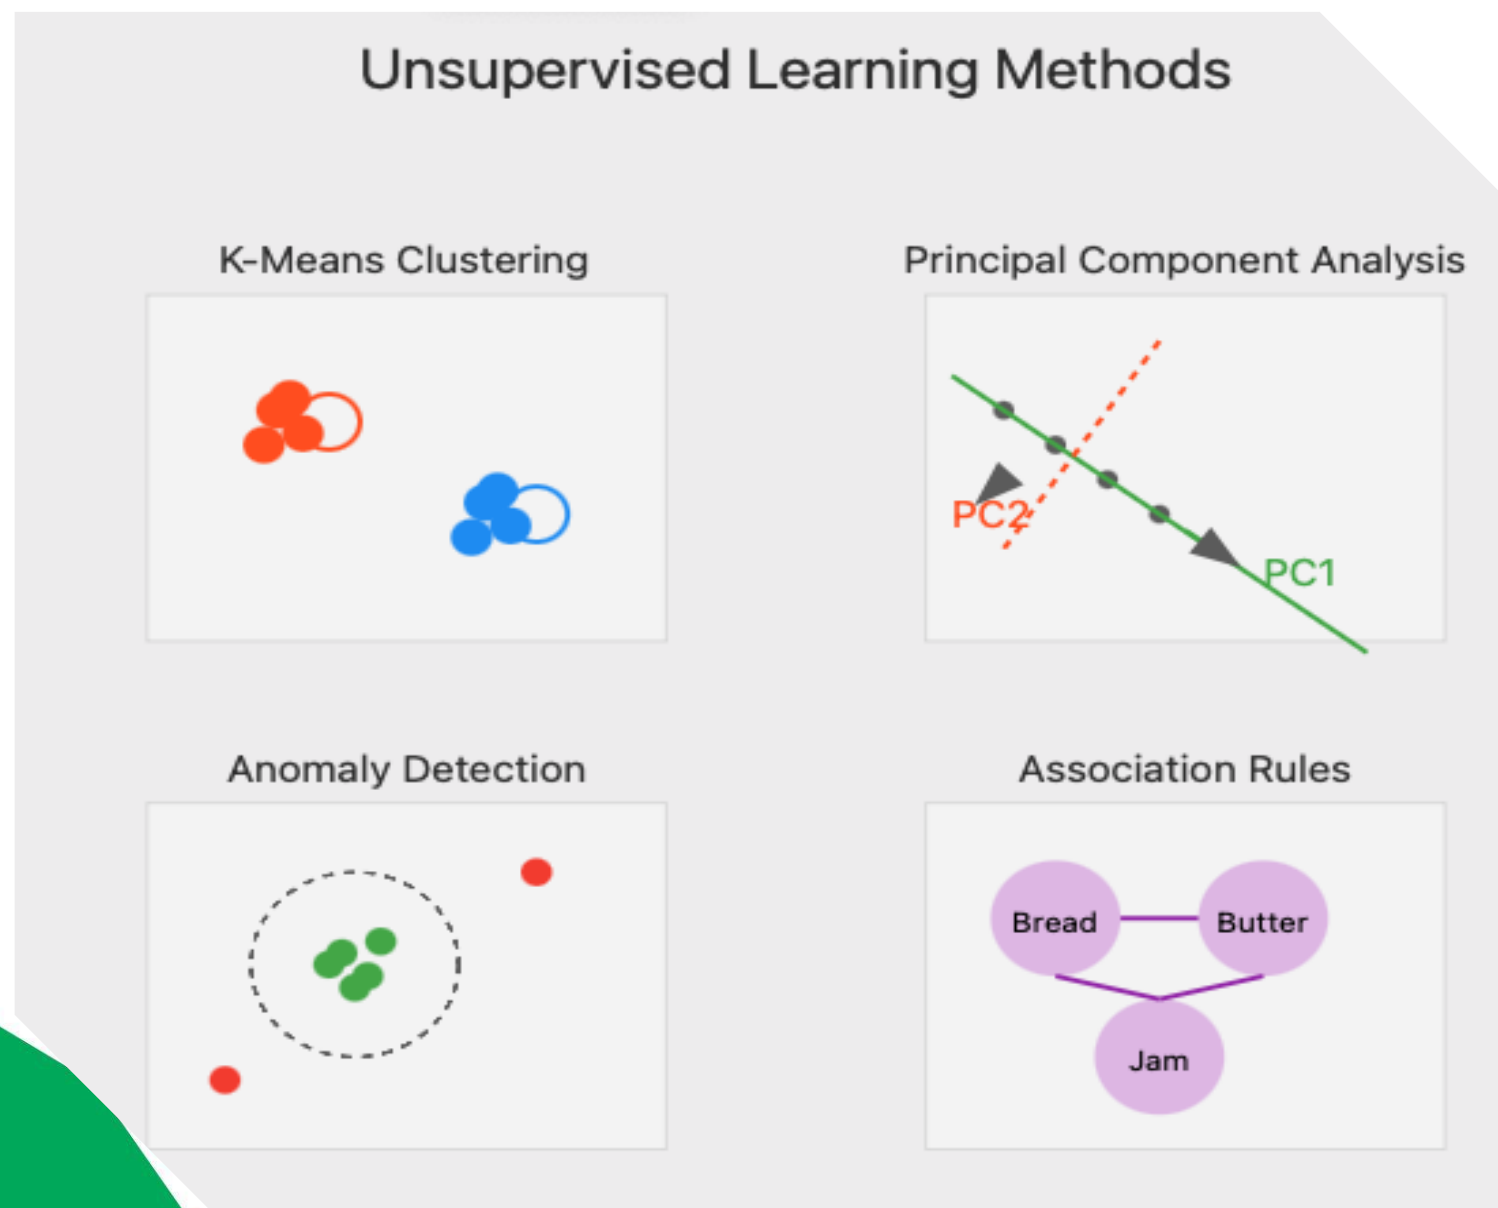 Unsupervised Learning Methods
K-Means Clustering
Principal Component Analysis
PC2
PC1
Anomaly Detection
Association Rules
Bread
Butter
Jam